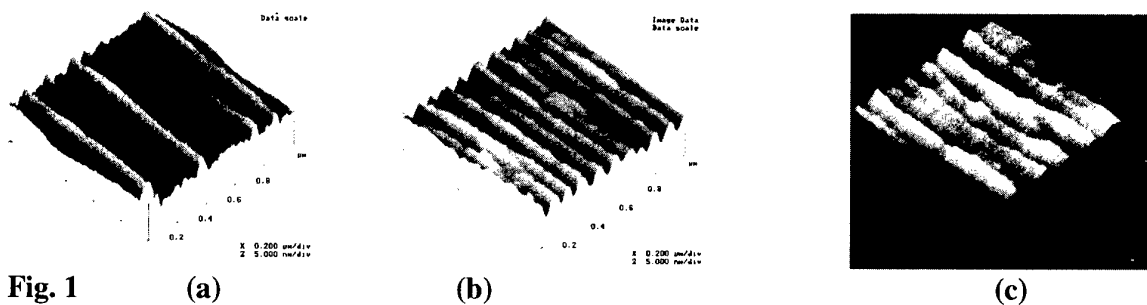 Data scale
µm
0.8
0.6
0.4
0.2
X 0.200 µm/div
Z 5.000 nm/div
Image Data
Data scale
µm
0.8
0.6
0.4
0.2
X 0.200 µm/div
Z 5.000 nm/div
Fig. 1 (a) (b) (c)